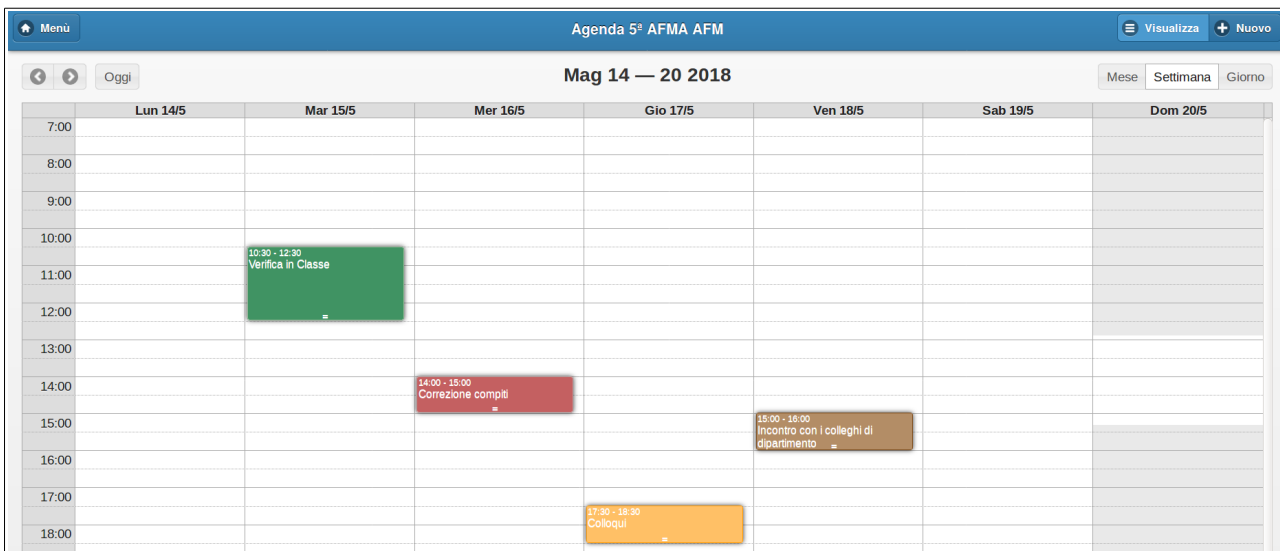 Menù
Agenda 5ª AFMA AFM
Visualizza
Nuovo
Oggi
Mag 14 — 20 2018
Mese
Settimana
Giorno
Lun 14/5
Mar 15/5
Mer 16/5
Gio 17/5
Ven 18/5
Sab 19/5
Dom 20/5
7:00
8:00
9:00
10:00
10:30 - 12:30
Verifica in Classe
11:00
12:00
13:00
14:00
14:00 - 15:00
Correzione compiti
15:00
15:00 - 16:00
Incontro con i colleghi di
dipartimento
16:00
17:00
17:30 - 18:30
Colloqui
18:00